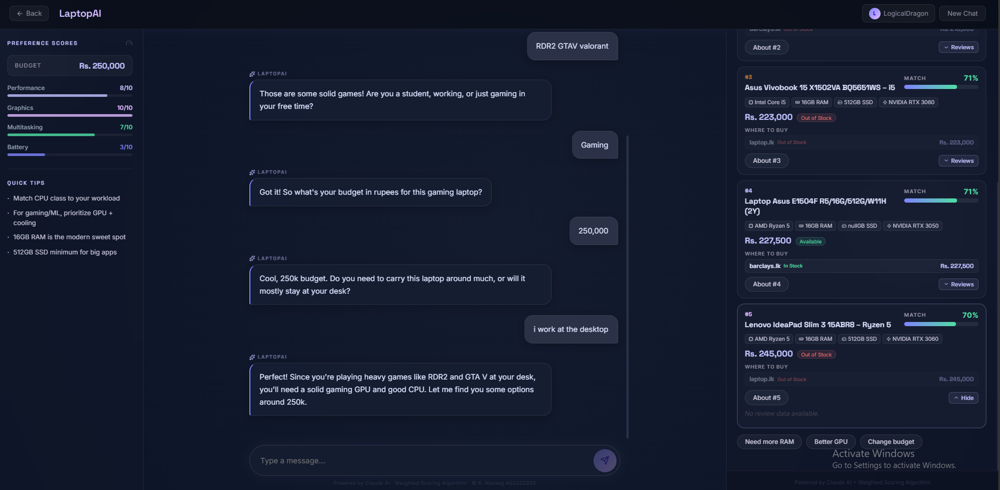 Back
LaptopAI
L
LogicalDragon
New Chat
PREFERENCE SCORES
BUDGET
Rs. 250,000
Performance
8/10
Graphics
10/10
Multitasking
7/10
Battery
3/10
QUICK TIPS
· Match CPU class to your workload
· For gaming/ML, prioritize GPU +
cooling
· 16GB RAM is the modern sweet spot
· 512GB SSD minimum for big apps
RDR2 GTAV valorant
LAPTOPAI
Those are some solid games! Are you a student, working, or just gaming in
your free time?
Gaming
LAPTOPAI
Got it! So what's your budget in rupees for this gaming laptop?
250,000
LAPTOPAI
Cool, 250k budget. Do you need to carry this laptop around much, or will it
mostly stay at your desk?
i work at the desktop
LAPTOPAI
Perfect! Since you're playing heavy games like RDR2 and GTA V at your desk,
you'll need a solid gaming GPU and good CPU. Let me find you some options
around 250k.
Type a message...
Powered by Claude AI · Weighted Scoring Algorithm · © R. Abeseg AS2022930
barclays.lk Out of Stock
About #2
Reviews
#3
MATCH
71%
Asus Vivobook 15 X1502VA BQ5651WS – i5
Intel Core i5
16GB RAM
512GB SSD
NVIDIA RTX 3060
Rs. 223,000
Out of Stock
WHERE TO BUY
laptop.lk Out of Stock
Rs. 223,000
About #3
Reviews
#4
MATCH
71%
Laptop Asus E1504F R5/16G/512G/W11H
(2Y)
AMD Ryzen 5
16GB RAM
nullGB SSD
NVIDIA RTX 3050
Rs. 227,500
Available
WHERE TO BUY
barclays.lk In Stock
Rs. 227,500
About #4
Reviews
#5
MATCH
70%
Lenovo IdeaPad Slim 3 15ABR8 – Ryzen 5
AMD Ryzen 5
16GB RAM
512GB SSD
NVIDIA RTX 3060
Rs. 245,000
Out of Stock
WHERE TO BUY
laptop.lk Out of Stock
Rs. 245,000
About #5
Hide
No review data available.
Need more RAM
Better GPU
Change budget
Activate Windows
Go to Settings to activate Windows.
Powered by Claude AI + Weighted Scoring Algorithm